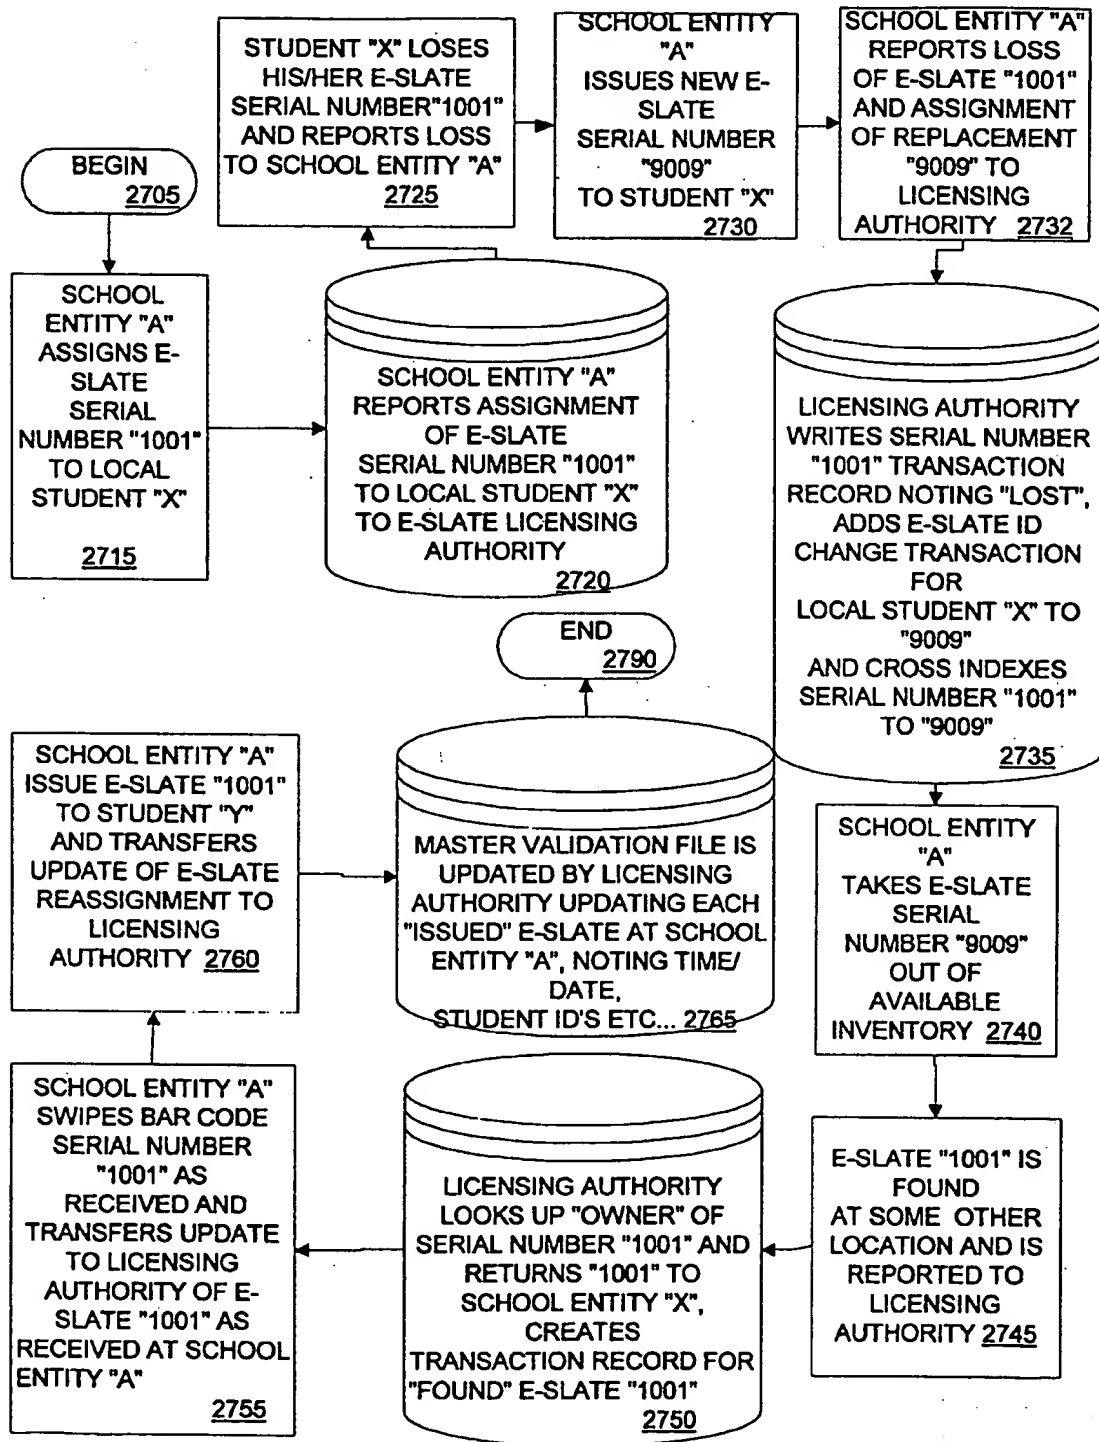 BEGIN
2705
SCHOOL
ENTITY "A"
ASSIGNS E-
SLATE
SERIAL
NUMBER "1001"
TO LOCAL
STUDENT "X"
2715
SCHOOL ENTITY "A"
REPORTS ASSIGNMENT
OF E-SLATE
SERIAL NUMBER "1001"
TO LOCAL STUDENT "X"
TO E-SLATE LICENSING
AUTHORITY
2720
STUDENT "X" LOSES
HIS/HER E-SLATE
SERIAL NUMBER"1001"
AND REPORTS LOSS
TO SCHOOL ENTITY "A"
2725
SCHOOL ENTITY
"A"
ISSUES NEW E-
SLATE
SERIAL NUMBER
"9009"
TO STUDENT "X"
2730
SCHOOL ENTITY "A"
REPORTS LOSS
OF E-SLATE "1001"
AND ASSIGNMENT
OF REPLACEMENT
"9009" TO
LICENSING
AUTHORITY 2732
LICENSING AUTHORITY
WRITES SERIAL NUMBER
"1001" TRANSACTION
RECORD NOTING "LOST",
ADDS E-SLATE ID
CHANGE TRANSACTION
FOR
LOCAL STUDENT "X" TO
"9009"
AND CROSS INDEXES
SERIAL NUMBER "1001"
TO "9009"
2735
SCHOOL ENTITY
"A"
TAKES E-SLATE
SERIAL
NUMBER "9009"
OUT OF
AVAILABLE
INVENTORY 2740
E-SLATE "1001" IS
FOUND
AT SOME OTHER
LOCATION AND IS
REPORTED TO
LICENSING
AUTHORITY 2745
LICENSING AUTHORITY
LOOKS UP "OWNER" OF
SERIAL NUMBER "1001" AND
RETURNS "1001" TO
SCHOOL ENTITY "X",
CREATES
TRANSACTION RECORD FOR
"FOUND" E-SLATE "1001"
2750
SCHOOL ENTITY "A"
SWIPES BAR CODE
SERIAL NUMBER
"1001" AS
RECEIVED AND
TRANSFERS UPDATE
TO LICENSING
AUTHORITY OF E-
SLATE "1001" AS
RECEIVED AT SCHOOL
ENTITY "A"
2755
SCHOOL ENTITY "A"
ISSUE E-SLATE "1001"
TO STUDENT "Y"
AND TRANSFERS
UPDATE OF E-SLATE
REASSIGNMENT TO
LICENSING
AUTHORITY 2760
MASTER VALIDATION FILE IS
UPDATED BY LICENSING
AUTHORITY UPDATING EACH
"ISSUED" E-SLATE AT SCHOOL
ENTITY "A", NOTING TIME/
DATE,
STUDENT ID'S ETC... 2765
END
2790